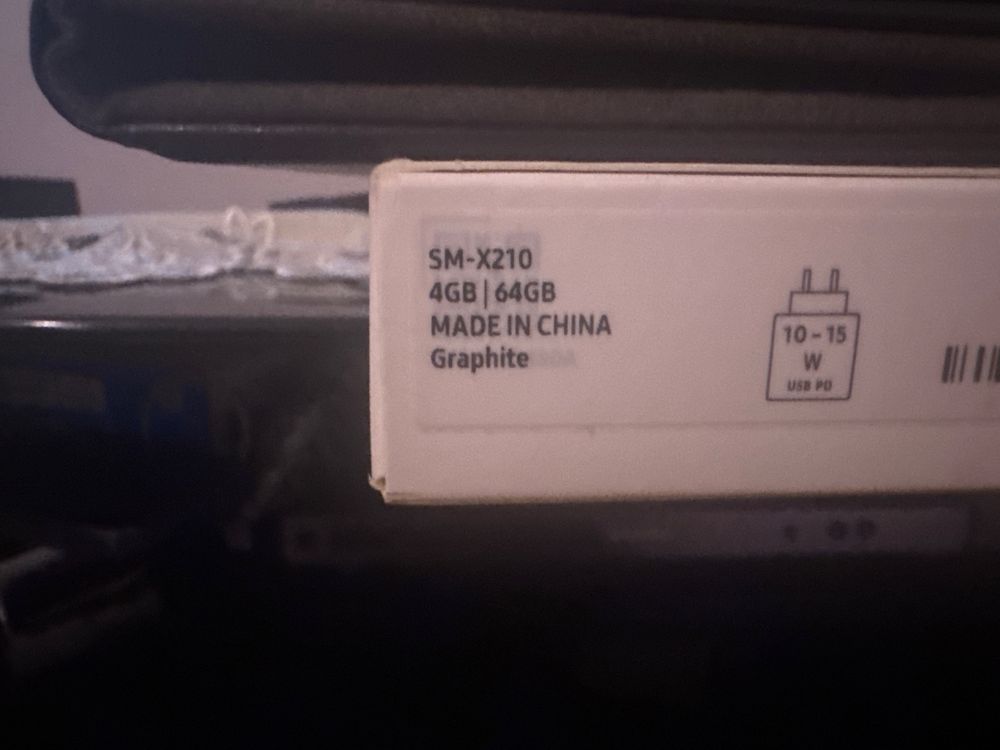 SM-X210
4GB | 64GB
MADE IN CHINA
Graphite
10 - 15
W
USB PD